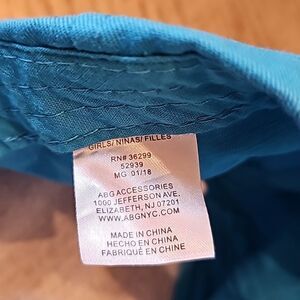 GIRLS/ NINAS/ FILLES
RN# 36299
52939
MG 01/18
ABG ACCESSORIES
1000 JEFFERSON AVE.
ELIZABETH, NJ 07201
WWW.ABGNYC.COM
MADE IN CHINA
HECHO EN CHINA
FABRIQUÉ EN CHINE